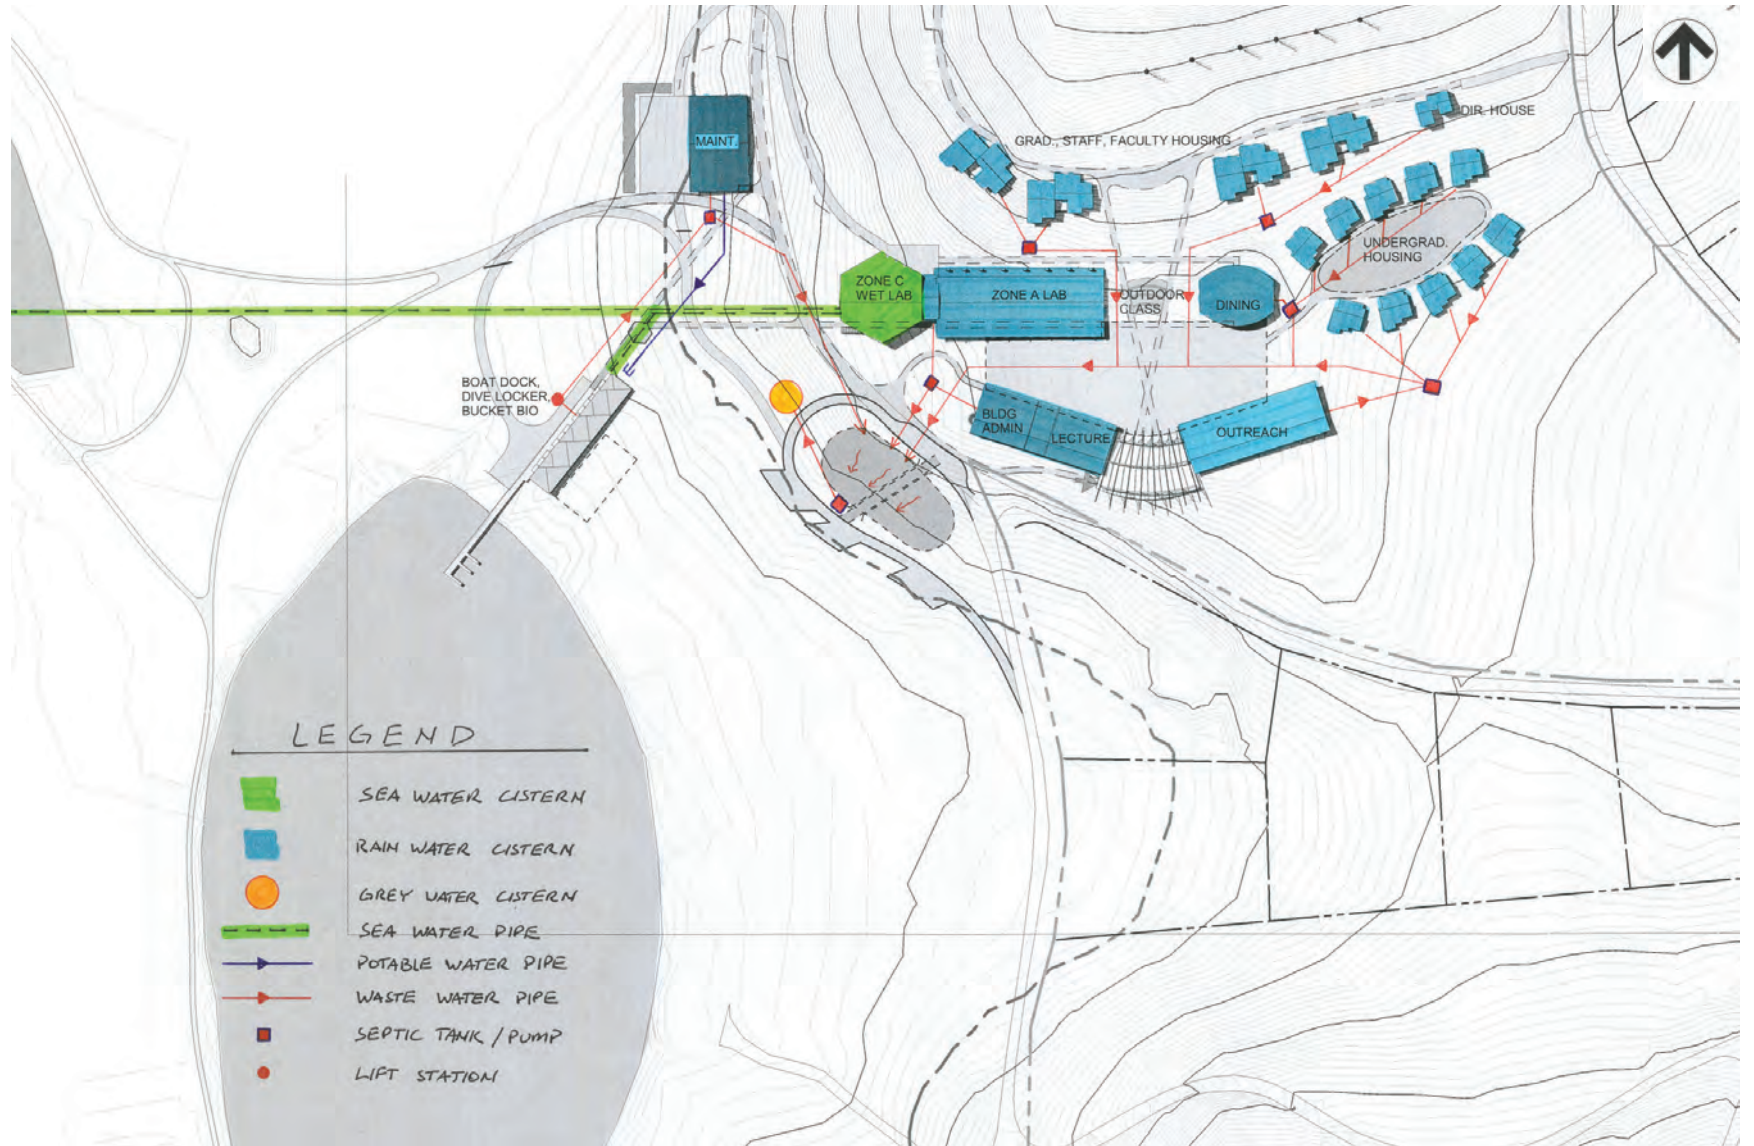 MAINT.
DIR. HOUSE
GRAD., STAFF, FACULTY HOUSING
UNDERGRAD.
HOUSING
ZONE C
WET LAB
ZONE A LAB
OUTDOOR
CLASS
DINING
BOAT DOCK,
DIVE LOCKER,
BUCKET BIO
BLDG
ADMIN
LECTURE
OUTREACH
LEGEND
SEA WATER CISTERN
RAIN WATER CISTERN
GREY WATER CISTERN
SEA WATER PIPE
POTABLE WATER PIPE
WASTE WATER PIPE
SEPTIC TANK / PUMP
LIFT STATION